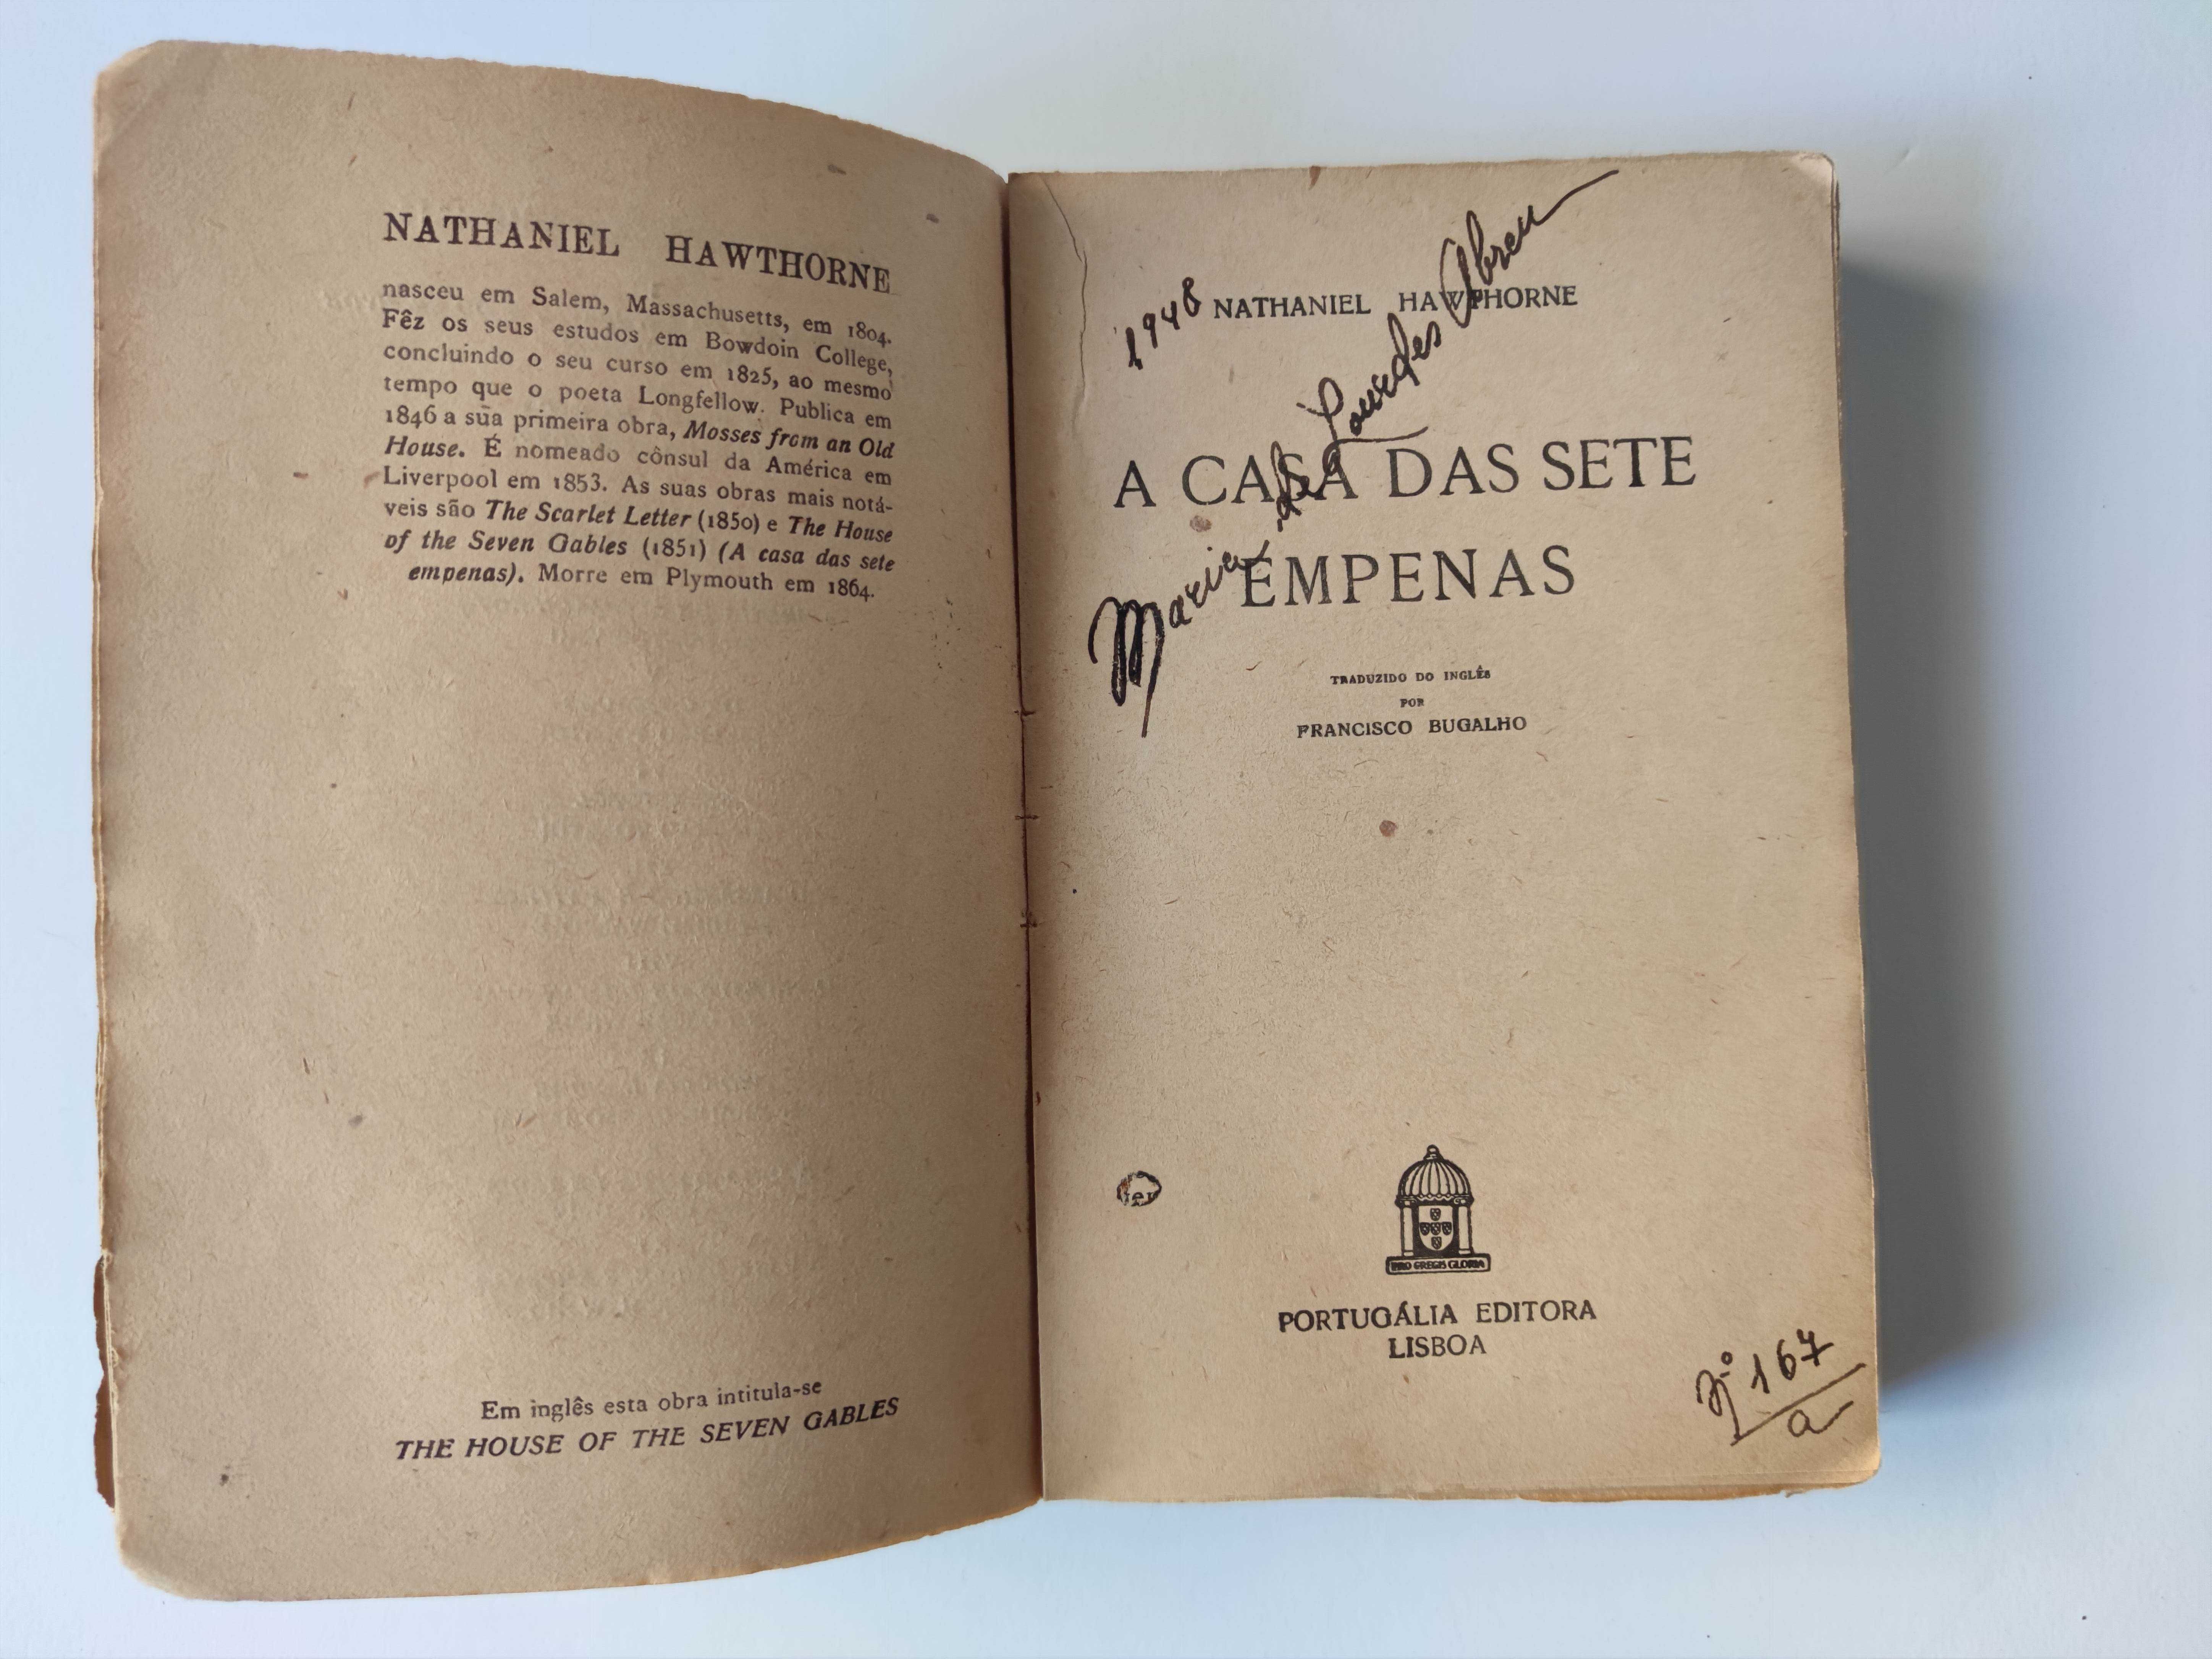 NATHANIEL HAWTHORNE
nasceu em Salem, Massachusetts, em 1804.
Fêz os seus estudos em Bowdoin College,
concluindo o seu curso em 1825, ao mesmo
tempo que o poeta Longfellow. Publica em
1846 a sua primeira obra, Mosses from an Old
House. É nomeado cônsul da América em
Liverpool em 1853. As suas obras mais notá-
veis são The Scarlet Letter (1850) e The House
of the Seven Gables (1851) (A casa das sete
empenas). Morre em Plymouth em 1864.
Em inglês esta obra intitula-se
THE HOUSE OF THE SEVEN GABLES
1948
Maria de Lourdes Abreu
NATHANIEL HAWTHORNE
A CASA DAS SETE
EMPENAS
TRADUZIDO DO INGLÊS
POR
FRANCISCO BUGALHO
PRO GREGIS GLORIA
PORTUGÁLIA EDITORA
LISBOA
n.º 167
a